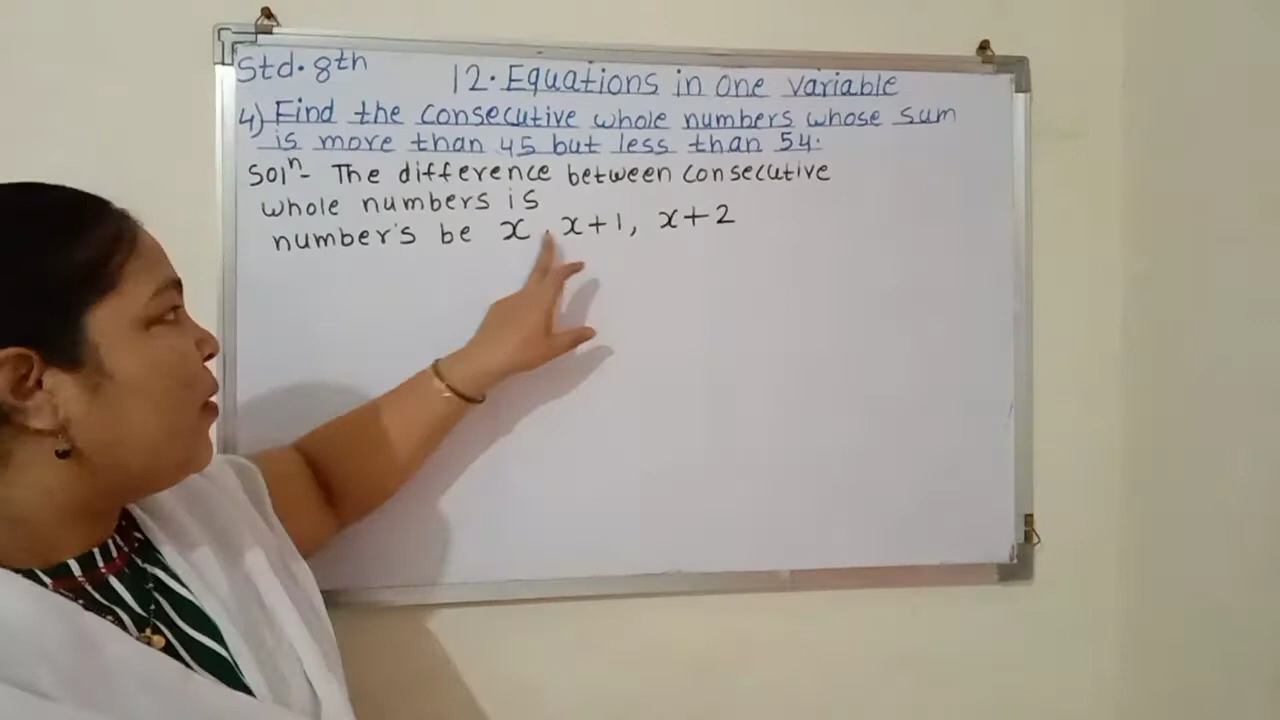 Std. 8th
12. Equations in one variable
4) Find the consecutive whole numbers whose sum
is more than 45 but less than 54.
Solⁿ- The difference between consecutive
whole numbers is
number's be x, x+1, x+2